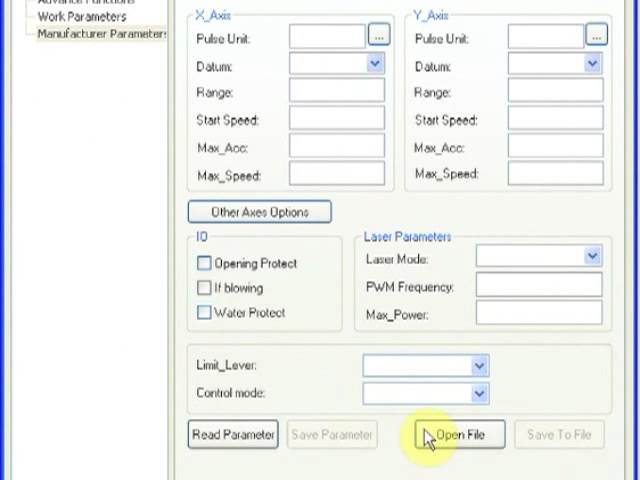 Advance Functions
Work Parameters
Manufacturer Parameters
X_Axis
Pulse Unit:
...
Datum:
Range:
Start Speed:
Max_Acc:
Max_Speed:
Y_Axis
Pulse Unit:
...
Datum:
Range:
Start Speed:
Max_Acc:
Max_Speed:
Other Axes Options
IO
Opening Protect
If blowing
Water Protect
Laser Parameters
Laser Mode:
PWM Frequency:
Max_Power:
Limit_Lever:
Control mode:
Read Parameter
Save Parameter
Open File
Save To File